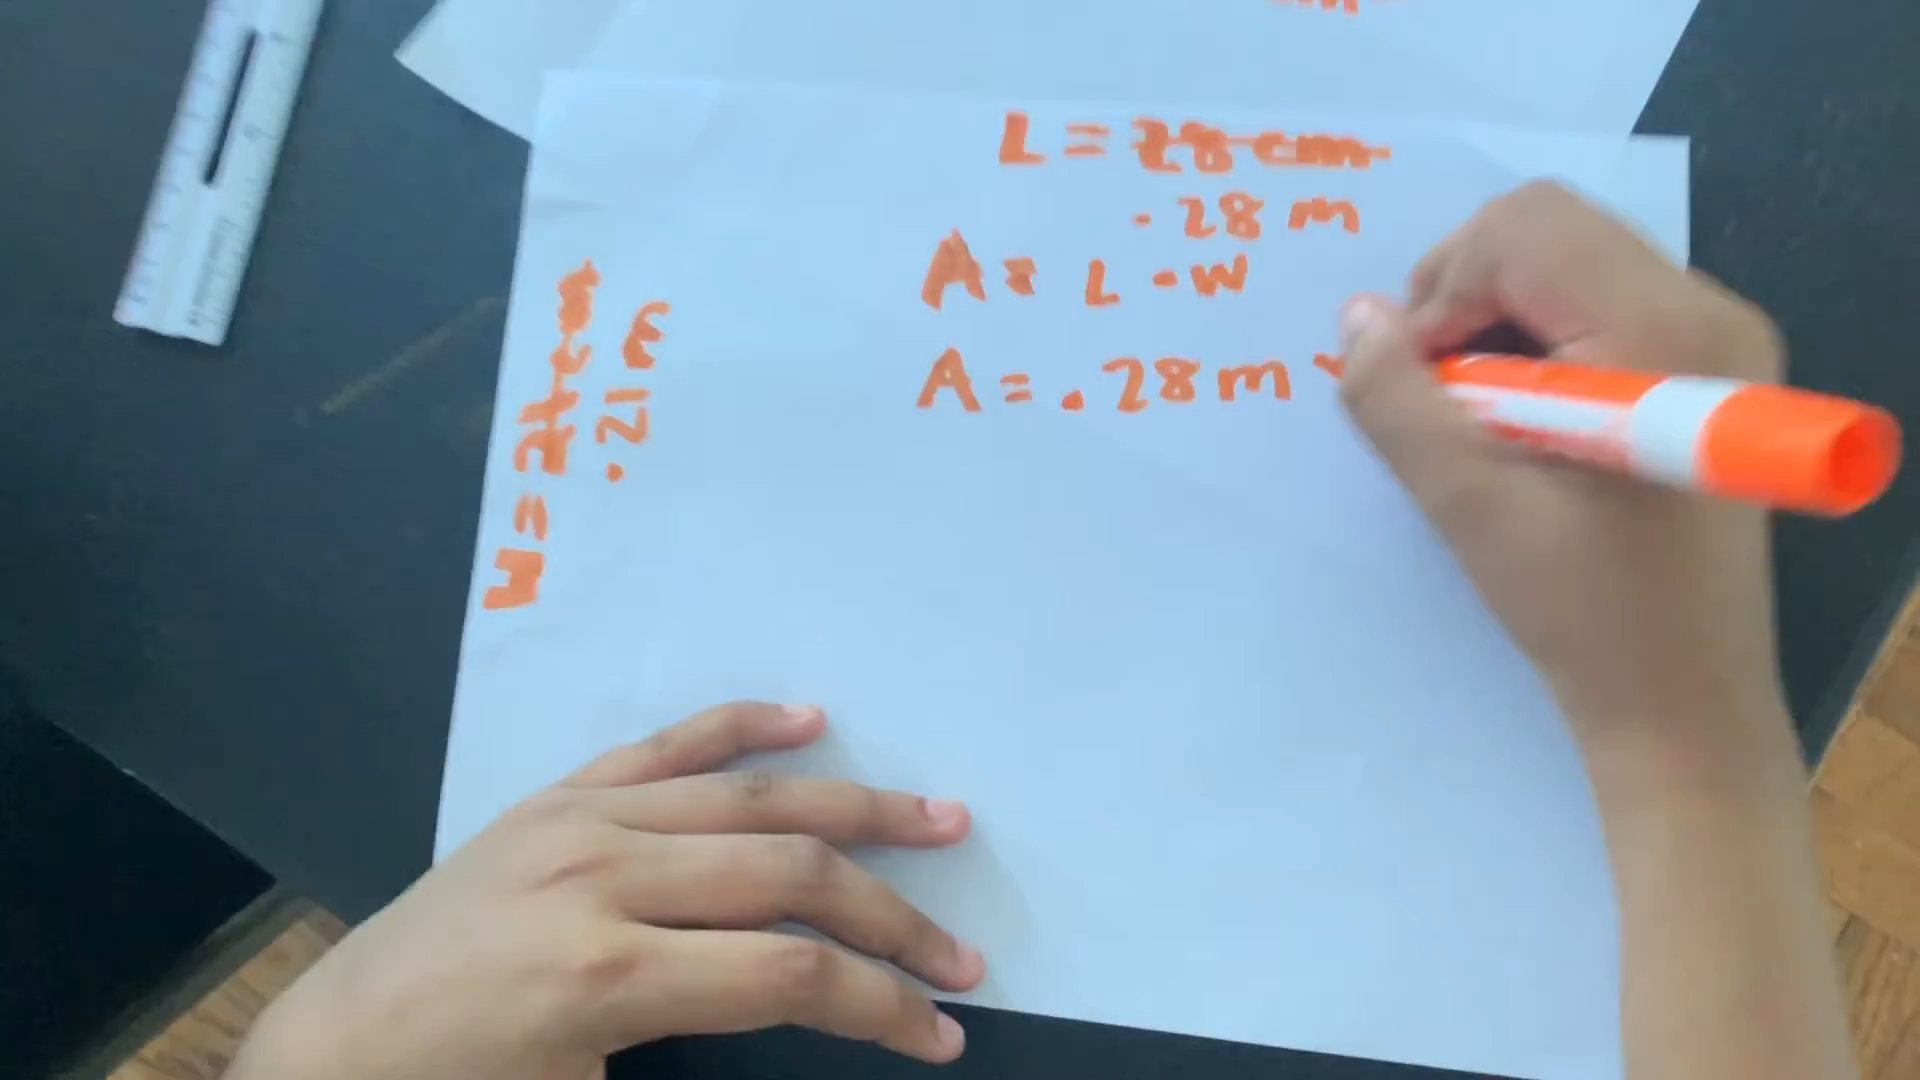 L = 28 cm
.28 m
A = L · W
A = .28 m
W = 21 cm
.21 m